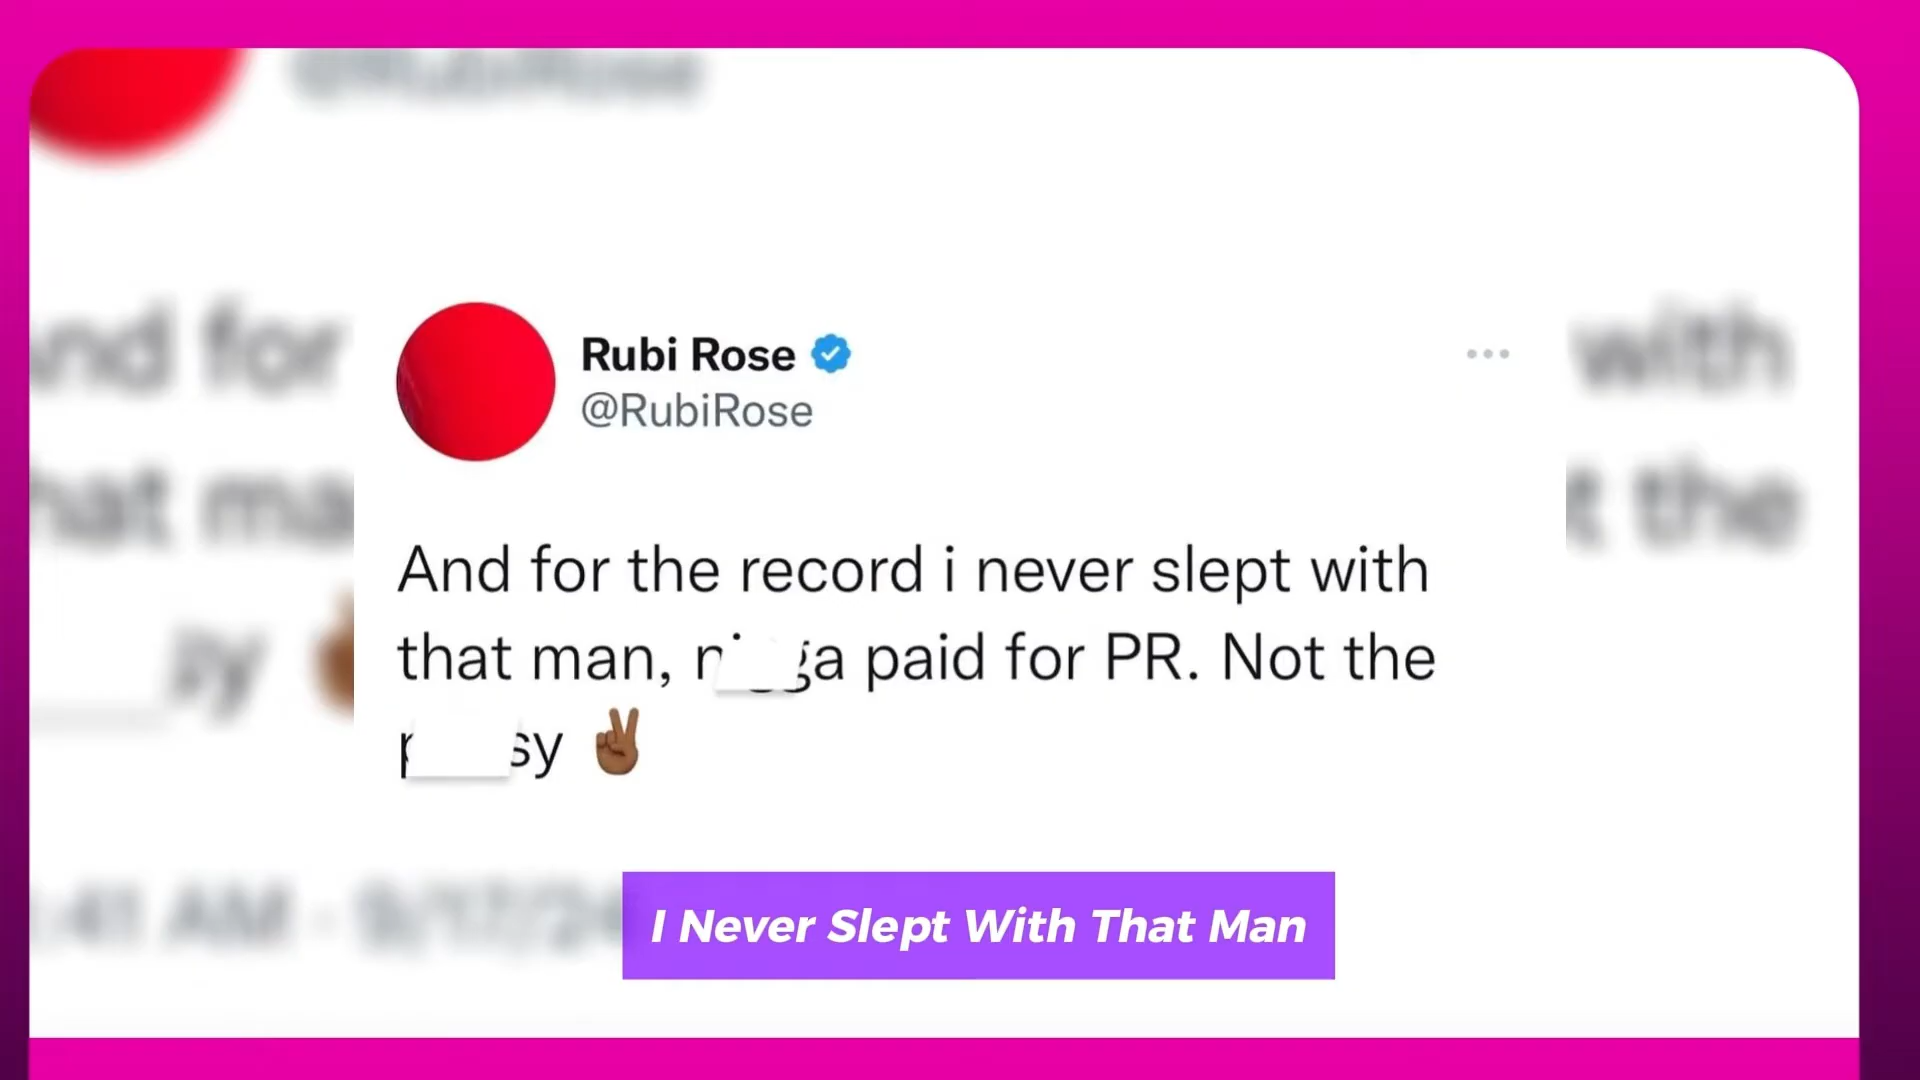 @RubiRose
Rubi Rose
@RubiRose
And for the record i never slept with
that man, paid for PR. Not the
I Never Slept With That Man